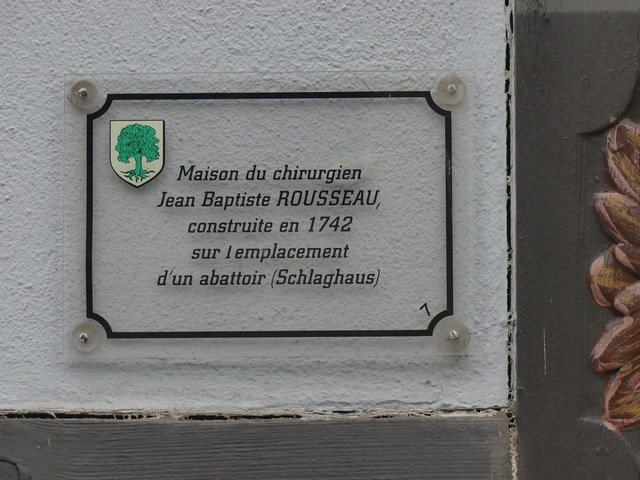 Maison du chirurgien
Jean Baptiste ROUSSEAU,
construite en 1742
sur l emplacement
d'un abattoir (Schlaghaus)
7